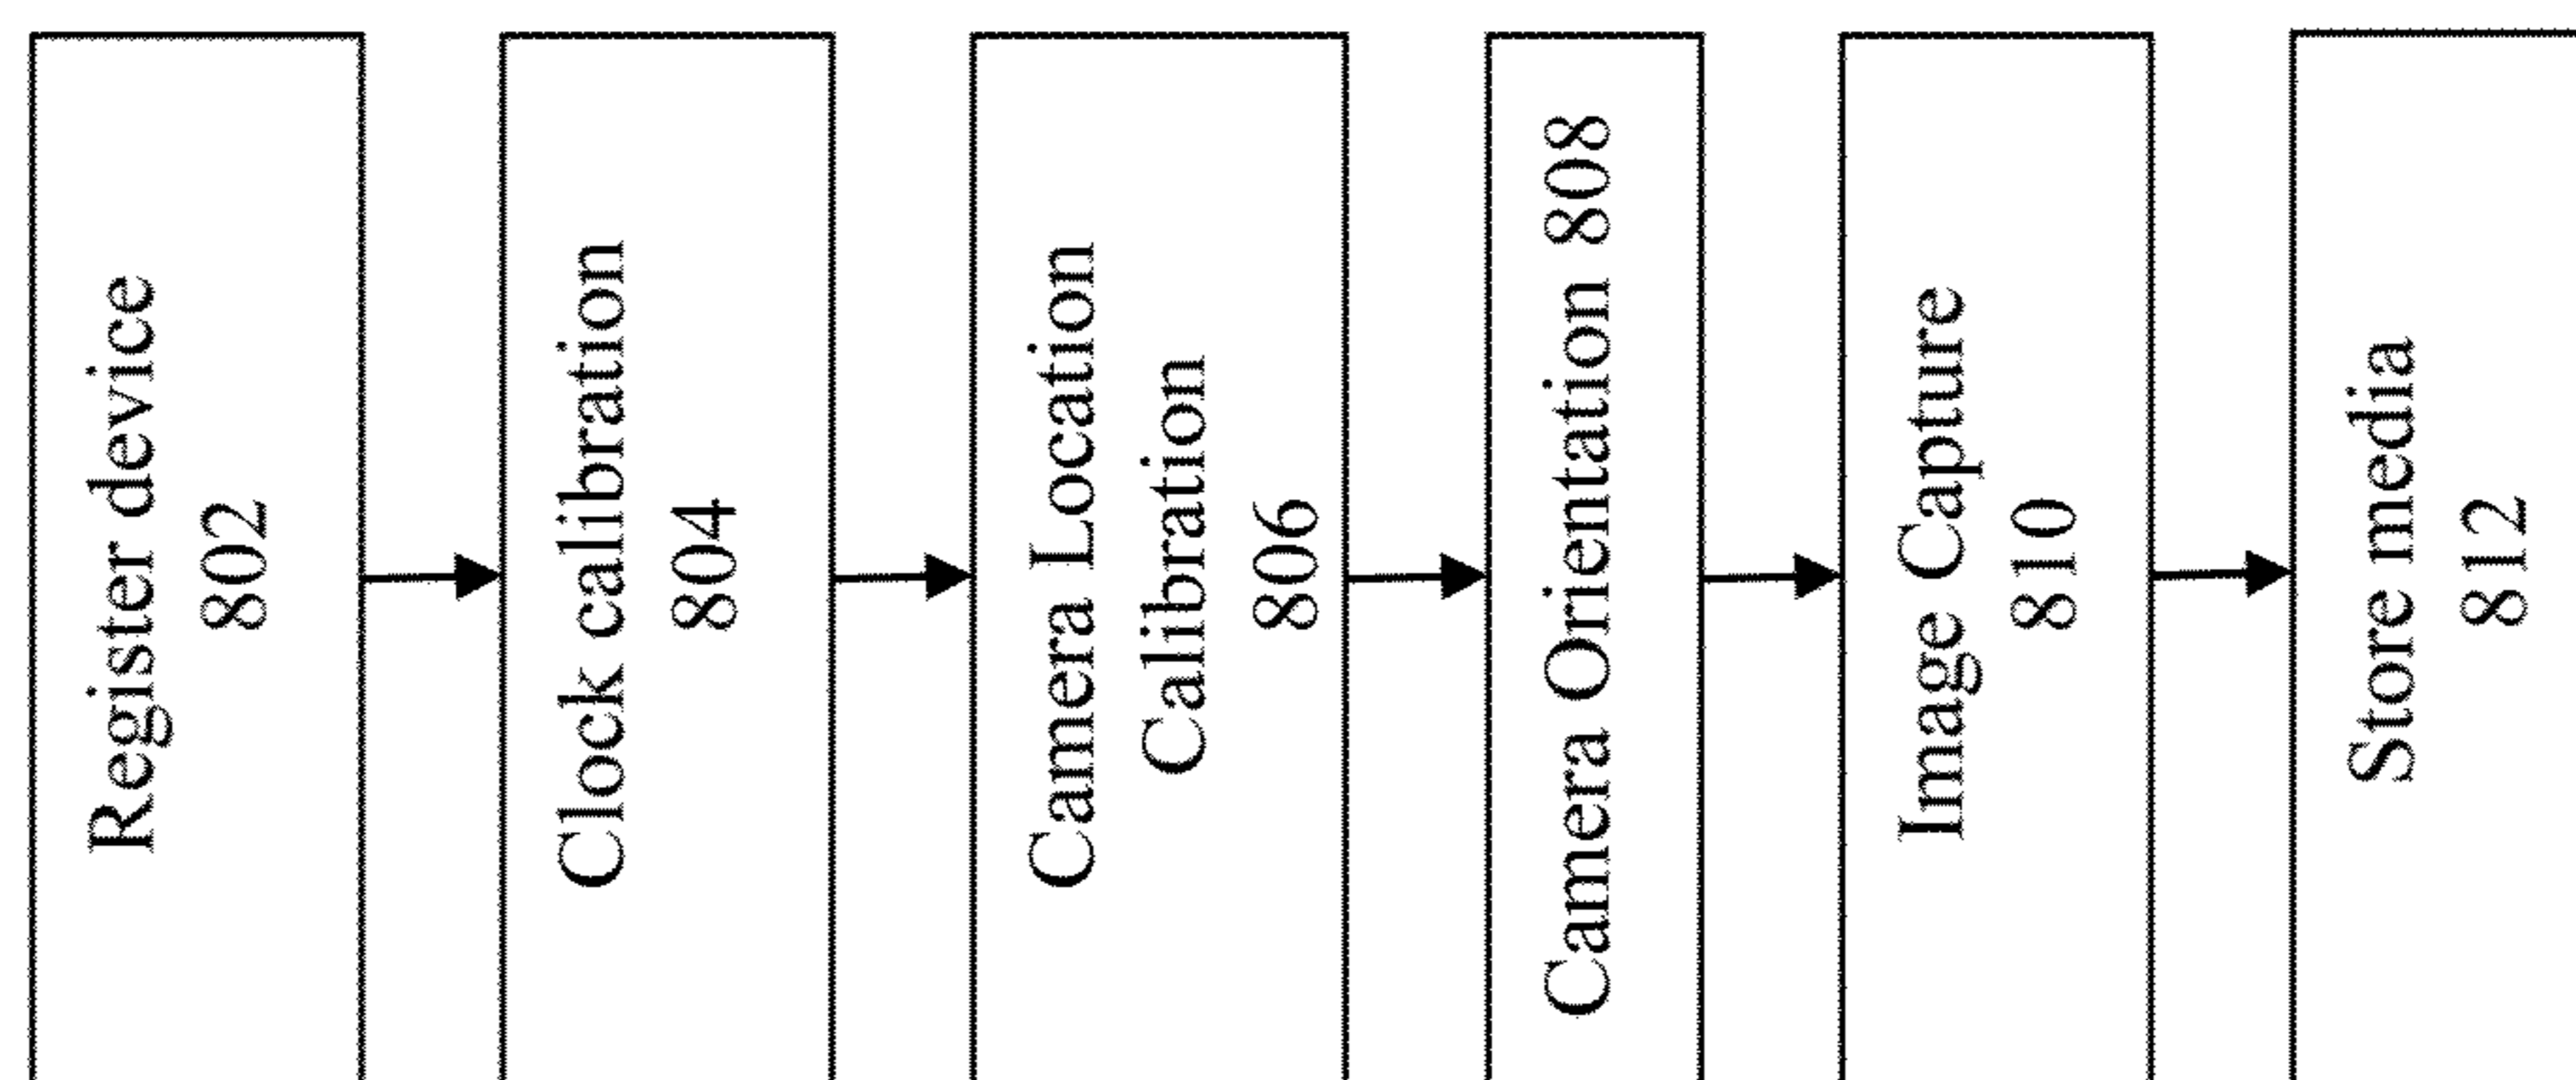 Register device
802
Clock calibration
804
Camera Location
Calibration
806
Camera Orientation 808
Image Capture
810
Store media
812